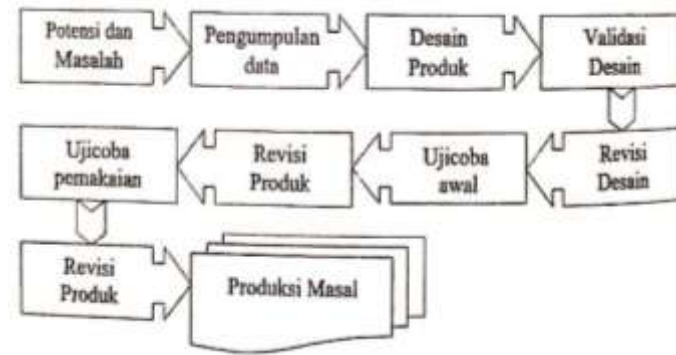 Potensi dan
Masalah
Pengumpulan
data
Desain
Produk
Validasi
Desain
Revisi
Desain
Ujicoba
awal
Revisi
Produk
Ujicoba
pemakaian
Revisi
Produk
Produksi Masal